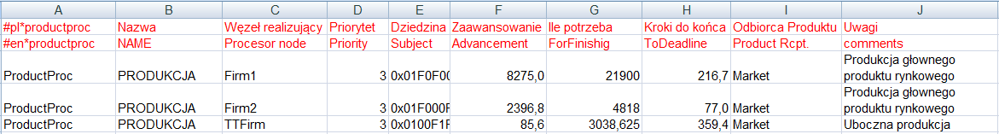 A B C D E F G H I J
#pl*productproc Nazwa Węzeł realizujący Priorytet Dziedzina Zaawansowanie Ile potrzeba Kroki do końca Odbiorca Produktu Uwagi
#en*productproc NAME Procesor node Priority Subject Advancement ForFinishig ToDeadline Product Rcpt. comments
Produkcja głownego
ProductProc PRODUKCJA Firm1 3 0x01F0F00 8275,0 21900 216,7 Market produktu rynkowego
Produkcja głownego
ProductProc PRODUKCJA Firm2 3 0x01F000F 2396,8 4818 77,0 Market produktu rynkowego
ProductProc PRODUKCJA TTFirm 3 0x0100F1F 85,6 3038,625 359,4 Market Uboczna produkcja